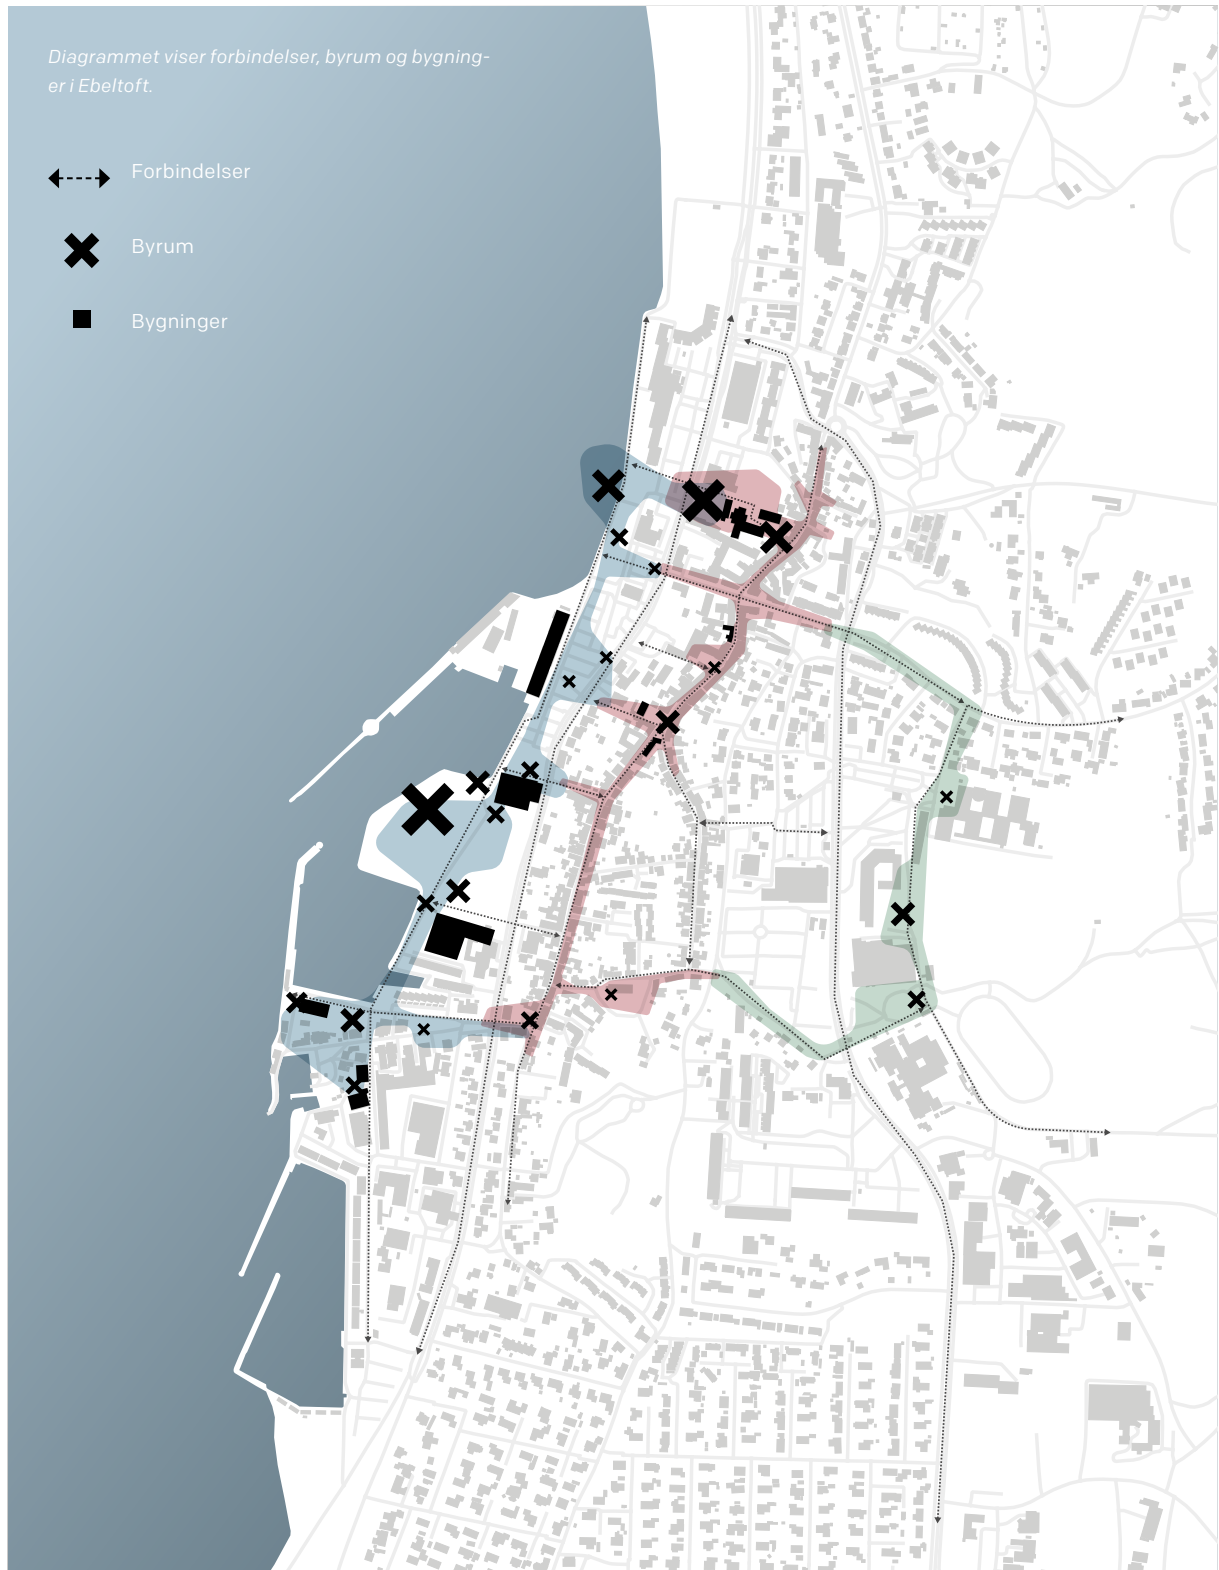 Diagrammet viser forbindelser, byrum og bygning-
er i Ebeltoft.
Forbindelser
Byrum
Bygninger